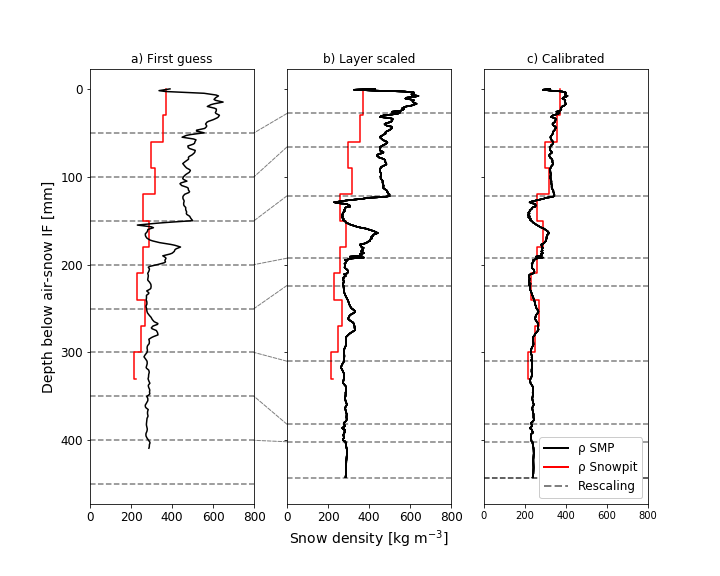 a) First guess
b) Layer scaled
c) Calibrated
Depth below air-snow IF [mm]
0
100
200
300
400
0 200 400 600 800
0 200 400 600 800
0 200 400 600 800
Snow density [kg m⁻³]
ρ SMP
ρ Snowpit
Rescaling